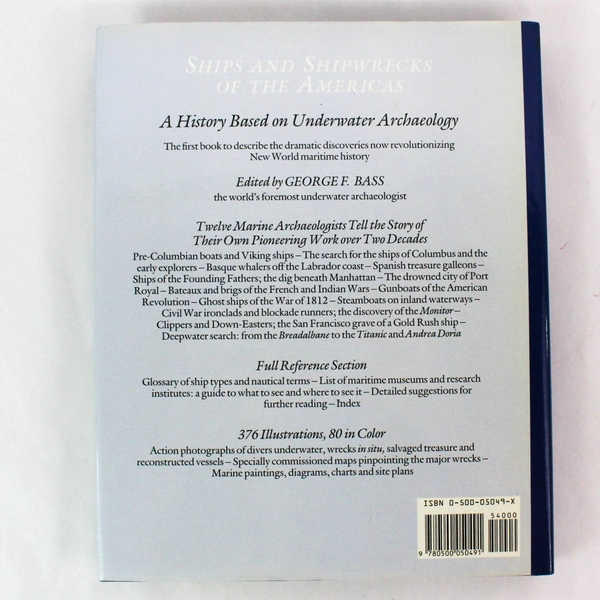 SHIPS AND SHIPWRECKS
OF THE AMERICAS
A History Based on Underwater Archaeology
The first book to describe the dramatic discoveries now revolutionizing
New World maritime history
Edited by GEORGE F. BASS
the world's foremost underwater archaeologist
Twelve Marine Archaeologists Tell the Story of
Their Own Pioneering Work over Two Decades
Pre-Columbian boats and Viking ships – The search for the ships of Columbus and the
early explorers – Basque whalers off the Labrador coast – Spanish treasure galleons –
Ships of the Founding Fathers; the dig beneath Manhattan – The drowned city of Port
Royal – Bateaux and brigs of the French and Indian Wars – Gunboats of the American
Revolution – Ghost ships of the War of 1812 – Steamboats on inland waterways –
Civil War ironclads and blockade runners; the discovery of the Monitor –
Clippers and Down-Easters; the San Francisco grave of a Gold Rush ship –
Deepwater search: from the Breadalbane to the Titanic and Andrea Doria
Full Reference Section
Glossary of ship types and nautical terms – List of maritime museums and research
institutes: a guide to what to see and where to see it – Detailed suggestions for
further reading – Index
376 Illustrations, 80 in Color
Action photographs of divers underwater, wrecks in situ, salvaged treasure and
reconstructed vessels – Specially commissioned maps pinpointing the major wrecks –
Marine paintings, diagrams, charts and site plans
ISBN 0-500-05049-X
54000
9 780500 050491